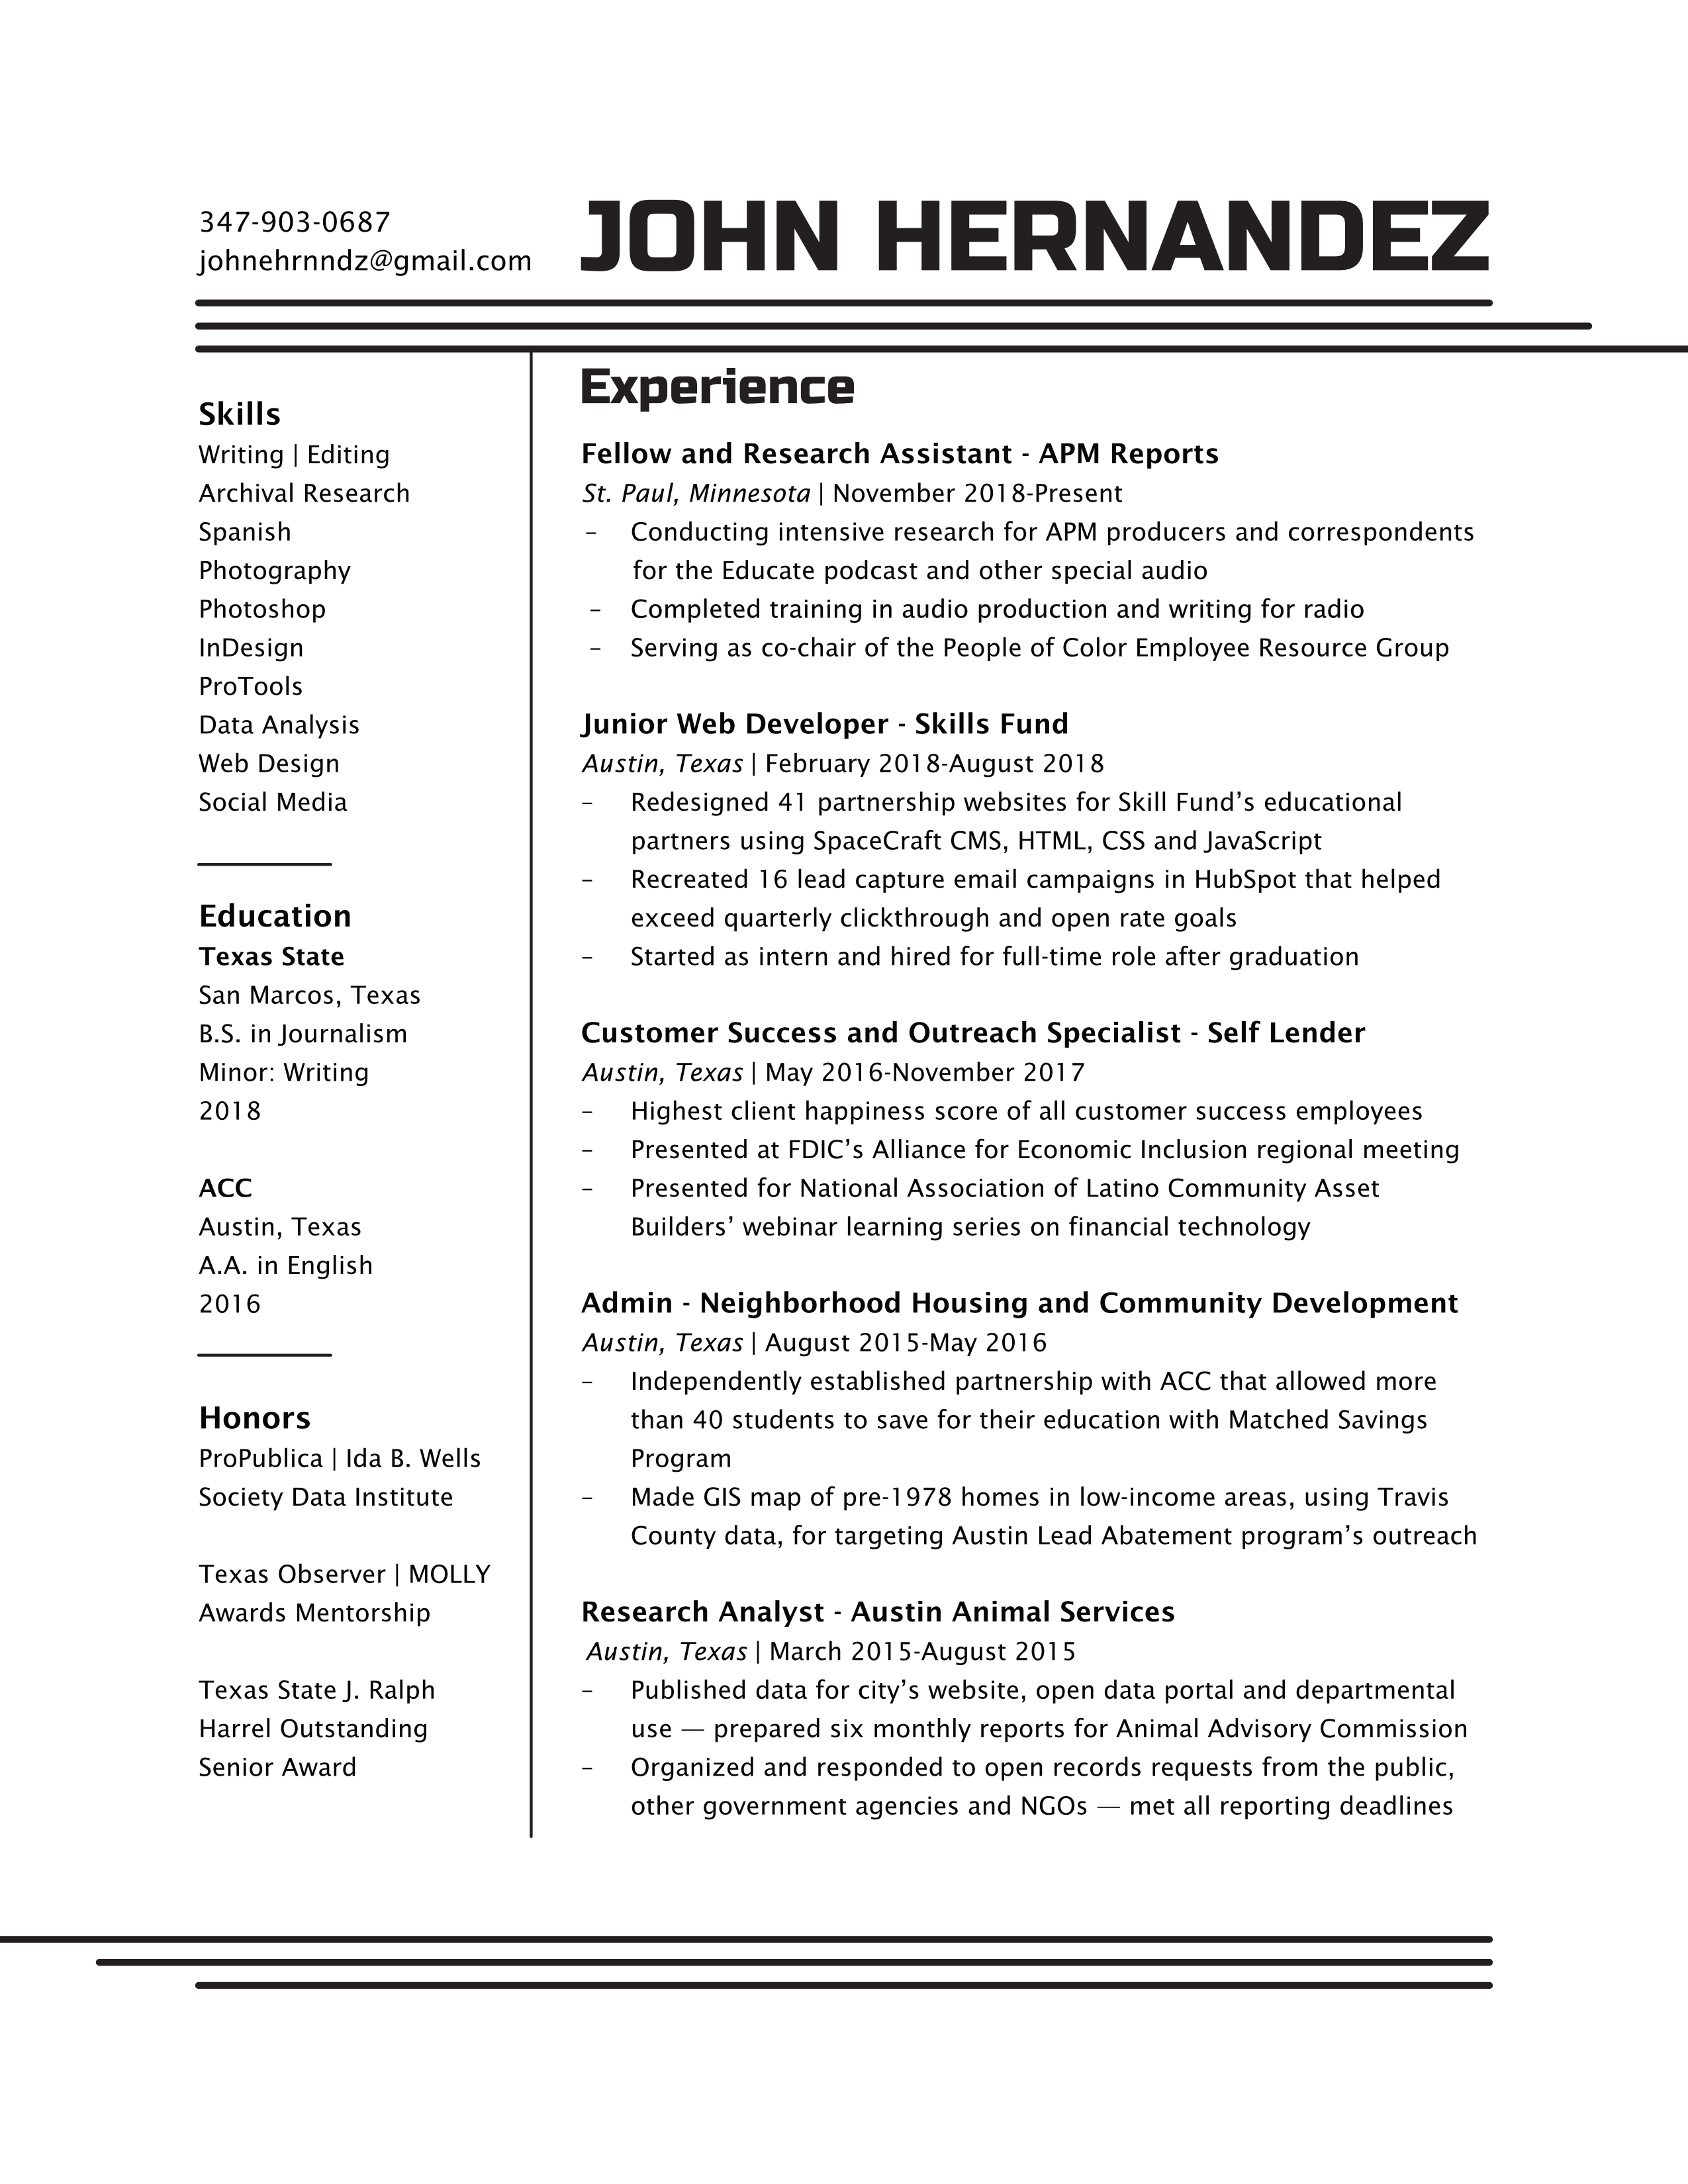 347-903-0687
johnehrnndz@gmail.com
JOHN HERNANDEZ
Skills
Writing | Editing
Archival Research
Spanish
Photography
Photoshop
InDesign
ProTools
Data Analysis
Web Design
Social Media
Education
Texas State
San Marcos, Texas
B.S. in Journalism
Minor: Writing
2018
ACC
Austin, Texas
A.A. in English
2016
Honors
ProPublica | Ida B. Wells
Society Data Institute
Texas Observer | MOLLY
Awards Mentorship
Texas State J. Ralph
Harrel Outstanding
Senior Award
Experience
Fellow and Research Assistant - APM Reports
St. Paul, Minnesota | November 2018-Present
– Conducting intensive research for APM producers and correspondents
for the Educate podcast and other special audio
– Completed training in audio production and writing for radio
– Serving as co-chair of the People of Color Employee Resource Group
Junior Web Developer - Skills Fund
Austin, Texas | February 2018-August 2018
– Redesigned 41 partnership websites for Skill Fund’s educational
partners using SpaceCraft CMS, HTML, CSS and JavaScript
– Recreated 16 lead capture email campaigns in HubSpot that helped
exceed quarterly clickthrough and open rate goals
– Started as intern and hired for full-time role after graduation
Customer Success and Outreach Specialist - Self Lender
Austin, Texas | May 2016-November 2017
– Highest client happiness score of all customer success employees
– Presented at FDIC’s Alliance for Economic Inclusion regional meeting
– Presented for National Association of Latino Community Asset
Builders’ webinar learning series on financial technology
Admin - Neighborhood Housing and Community Development
Austin, Texas | August 2015-May 2016
– Independently established partnership with ACC that allowed more
than 40 students to save for their education with Matched Savings
Program
– Made GIS map of pre-1978 homes in low-income areas, using Travis
County data, for targeting Austin Lead Abatement program’s outreach
Research Analyst - Austin Animal Services
Austin, Texas | March 2015-August 2015
– Published data for city’s website, open data portal and departmental
use — prepared six monthly reports for Animal Advisory Commission
– Organized and responded to open records requests from the public,
other government agencies and NGOs — met all reporting deadlines